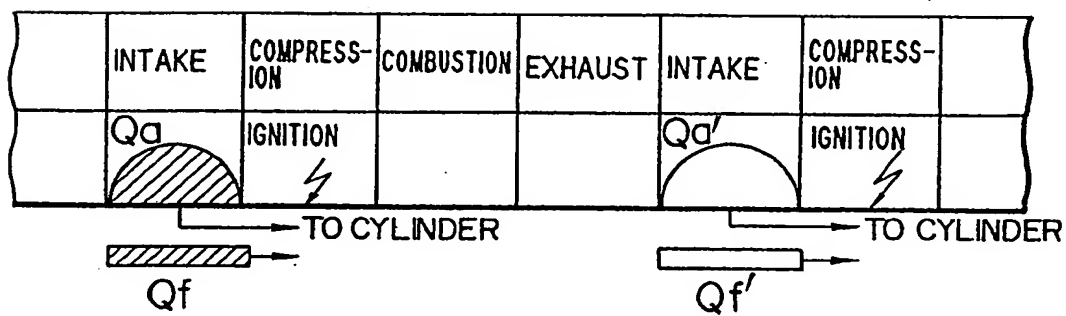 INTAKE
COMPRESS-
ION
COMBUSTION
EXHAUST
INTAKE
COMPRESS-
ION
Qa
IGNITION
Qa′
IGNITION
TO CYLINDER
TO CYLINDER
Qf
Qf′